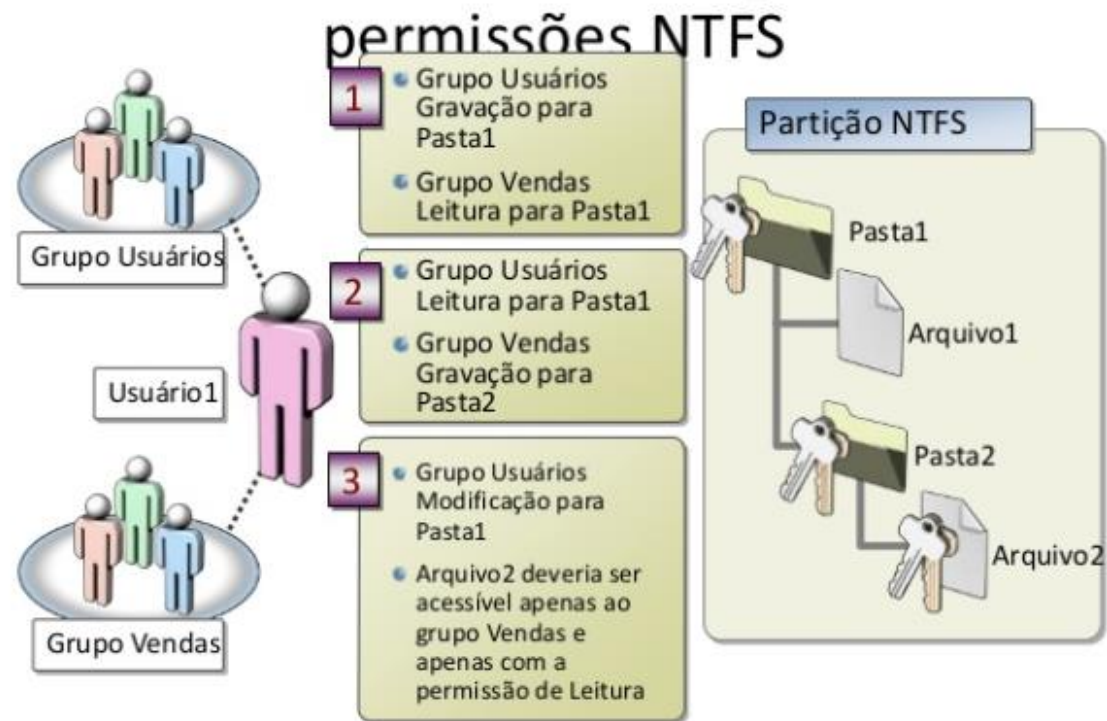 permissões NTFS
1
Grupo Usuários
Gravação para
Pasta1
Grupo Vendas
Leitura para Pasta1
2
Grupo Usuários
Leitura para Pasta1
Grupo Vendas
Gravação para
Pasta2
3
Grupo Usuários
Modificação para
Pasta1
Arquivo2 deveria ser
acessível apenas ao
grupo Vendas e
apenas com a
permissão de Leitura
Grupo Usuários
Usuário1
Grupo Vendas
Partição NTFS
Pasta1
Arquivo1
Pasta2
Arquivo2